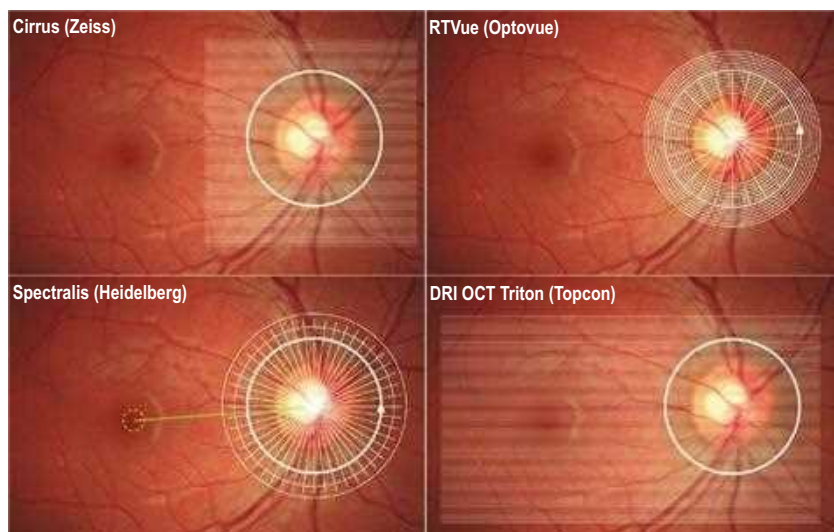 Cirrus (Zeiss)
RTVue (Optovue)
Spectralis (Heidelberg)
DRI OCT Triton (Topcon)